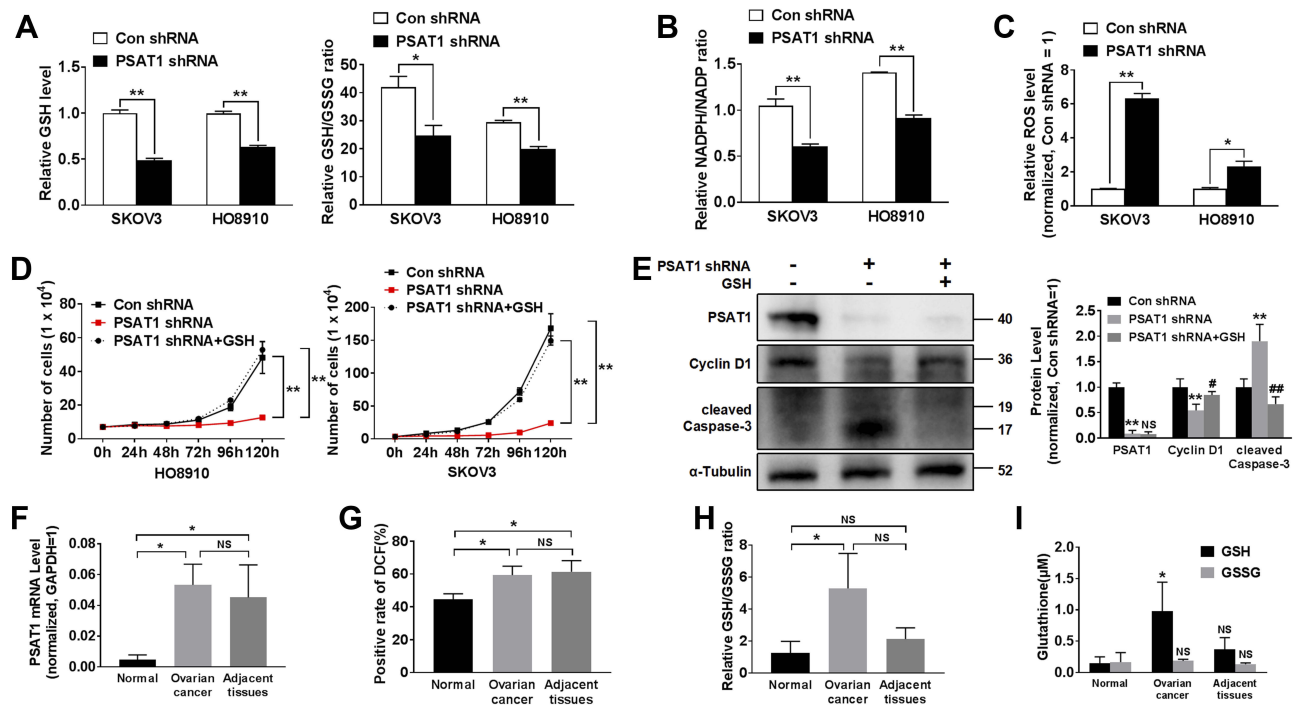 A
Con shRNA
PSAT1 shRNA
Relative GSH level
1.5
1.0
0.5
0.0
**
**
SKOV3
HO8910
Con shRNA
PSAT1 shRNA
Relative GSH/GSSG ratio
50
40
30
20
10
0
*
**
SKOV3
HO8910
B
Con shRNA
PSAT1 shRNA
Relative NADPH/NADP ratio
1.5
1.0
0.5
0.0
**
**
SKOV3
HO8910
C
Con shRNA
PSAT1 shRNA
Relative ROS level
(normalized, Con shRNA = 1)
8
6
4
2
0
**
*
SKOV3
HO8910
D
Con shRNA
PSAT1 shRNA
PSAT1 shRNA+GSH
Number of cells (1 x 10⁴)
80
60
40
20
0
**
**
0h 24h 48h 72h 96h 120h
HO8910
Con shRNA
PSAT1 shRNA
PSAT1 shRNA+GSH
Number of cells (1 x 10⁴)
200
150
100
50
0
**
**
0h 24h 48h 72h 96h 120h
SKOV3
E
PSAT1 shRNA - + +
GSH - - +
PSAT1
40
Cyclin D1
36
cleaved
Caspase-3
19
17
α-Tubulin
52
Con shRNA
PSAT1 shRNA
PSAT1 shRNA+GSH
Protein Level
(normalized, Con shRNA=1)
2.5
2.0
1.5
1.0
0.5
0.0
** NS
** #
** ##
PSAT1
Cyclin D1
cleaved
Caspase-3
F
PSAT1 mRNA Level
(normalized, GAPDH=1)
0.08
0.06
0.04
0.02
0.00
*
*
NS
Normal
Ovarian
cancer
Adjacent
tissues
G
Positive rate of DCF(%)
100
80
60
40
20
0
*
*
NS
Normal
Ovarian
cancer
Adjacent
tissues
H
Relative GSH/GSSG ratio
8
6
4
2
0
NS
*
NS
Normal
Ovarian
cancer
Adjacent
tissues
I
GSH
GSSG
Glutathione(μM)
2.0
1.5
1.0
0.5
0.0
*
NS
NS
NS
Normal
Ovarian
cancer
Adjacent
tissues